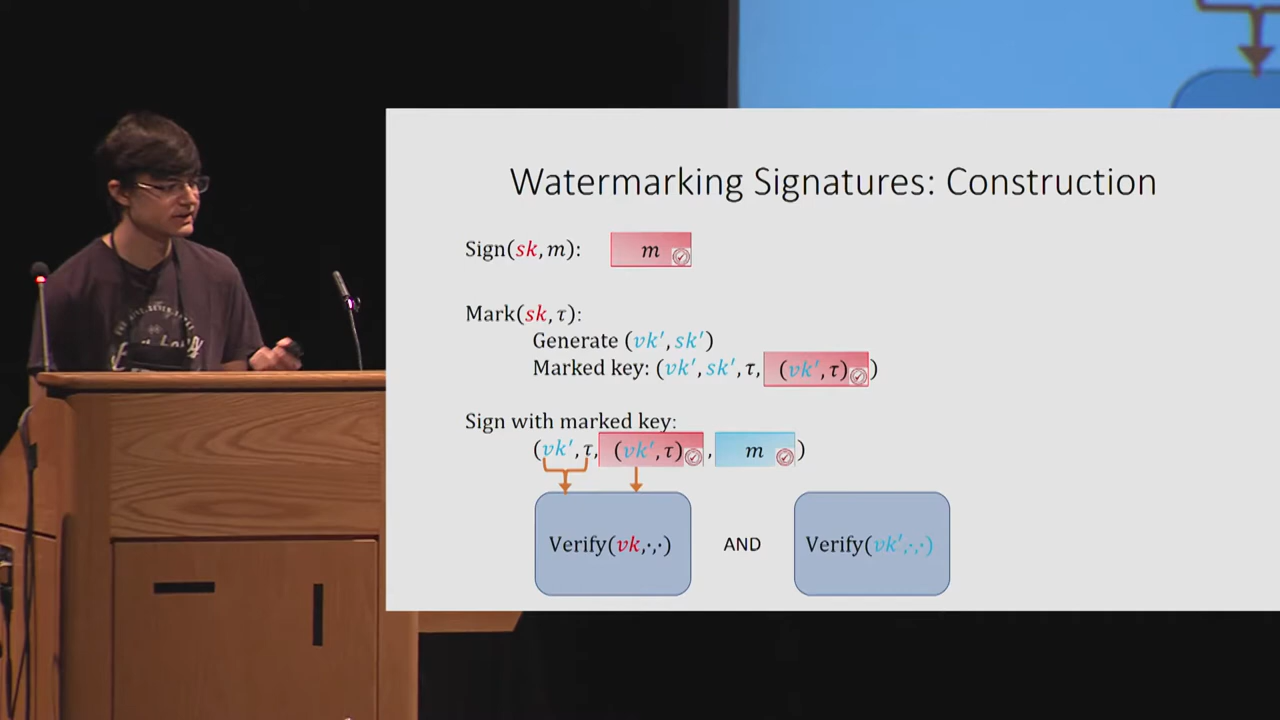 Watermarking Signatures: Construction
Sign(sk, m): m
Mark(sk, τ):
Generate (vk′, sk′)
Marked key: (vk′, sk′, τ, (vk′, τ) )
Sign with marked key:
(vk′, τ, (vk′, τ) , m )
Verify(vk,·,·) AND Verify(vk′,·,·)